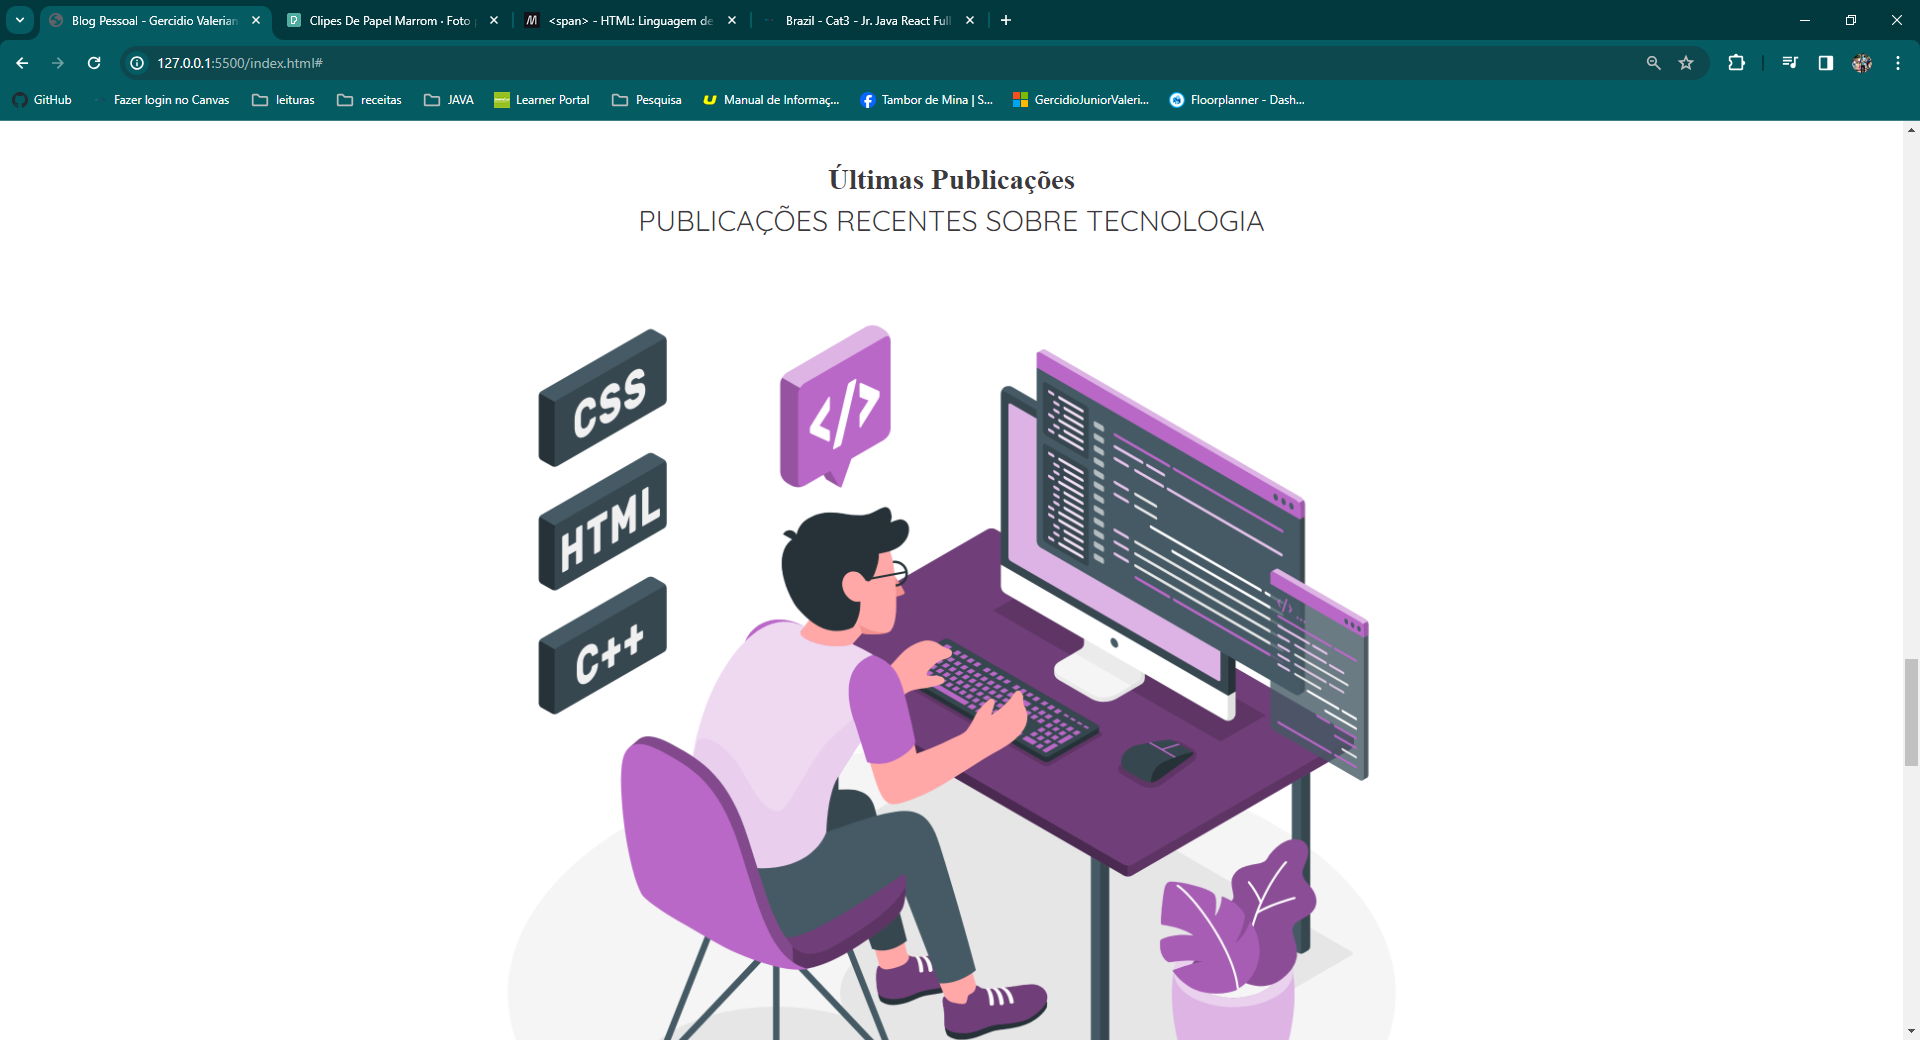 Blog Pessoal - Gercidio Valerian
Clipes De Papel Marrom · Foto
<span> - HTML: Linguagem de
Brazil - Cat3 - Jr. Java React Full
127.0.0.1:5500/index.html#
GitHub
Fazer login no Canvas
leituras
receitas
JAVA
Learner Portal
Pesquisa
Manual de Informaç...
Tambor de Mina | S...
GercidioJuniorValeri...
Floorplanner - Dash...
Últimas Publicações
PUBLICAÇÕES RECENTES SOBRE TECNOLOGIA
CSS
</>
HTML
C++
</>